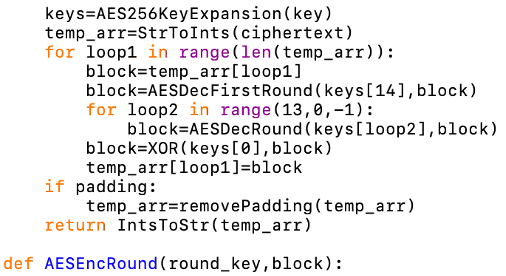 keys=AES256KeyExpansion(key)
temp_arr=StrToInts(ciphertext)
for loop1 in range(len(temp_arr)):
block=temp_arr[loop1]
block=AESDecFirstRound(keys[14],block)
for loop2 in range(13,0,-1):
block=AESDecRound(keys[loop2],block)
block=XOR(keys[0],block)
temp_arr[loop1]=block
if padding:
temp_arr=removePadding(temp_arr)
return IntsToStr(temp_arr)
def AESEncRound(round_key,block):